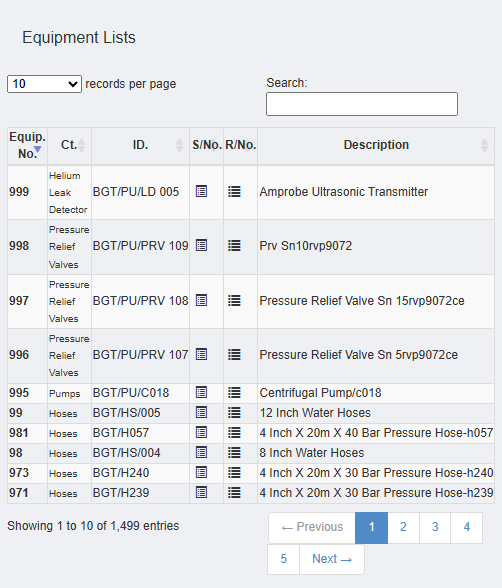 Equipment Lists
10 records per page
Search:
Equip. No. Ct. ID. S/No. R/No. Description
999 Helium Leak Detector BGT/PU/LD 005 Amprobe Ultrasonic Transmitter
998 Pressure Relief Valves BGT/PU/PRV 109 Prv Sn10rvp9072
997 Pressure Relief Valves BGT/PU/PRV 108 Pressure Relief Valve Sn 15rvp9072ce
996 Pressure Relief Valves BGT/PU/PRV 107 Pressure Relief Valve Sn 5rvp9072ce
995 Pumps BGT/PU/C018 Centrifugal Pump/c018
99 Hoses BGT/HS/005 12 Inch Water Hoses
981 Hoses BGT/H057 4 Inch X 20m X 40 Bar Pressure Hose-h057
98 Hoses BGT/HS/004 8 Inch Water Hoses
973 Hoses BGT/H240 4 Inch X 20m X 30 Bar Pressure Hose-h240
971 Hoses BGT/H239 4 Inch X 20m X 30 Bar Pressure Hose-h239
Showing 1 to 10 of 1,499 entries
← Previous 1 2 3 4
5 Next →